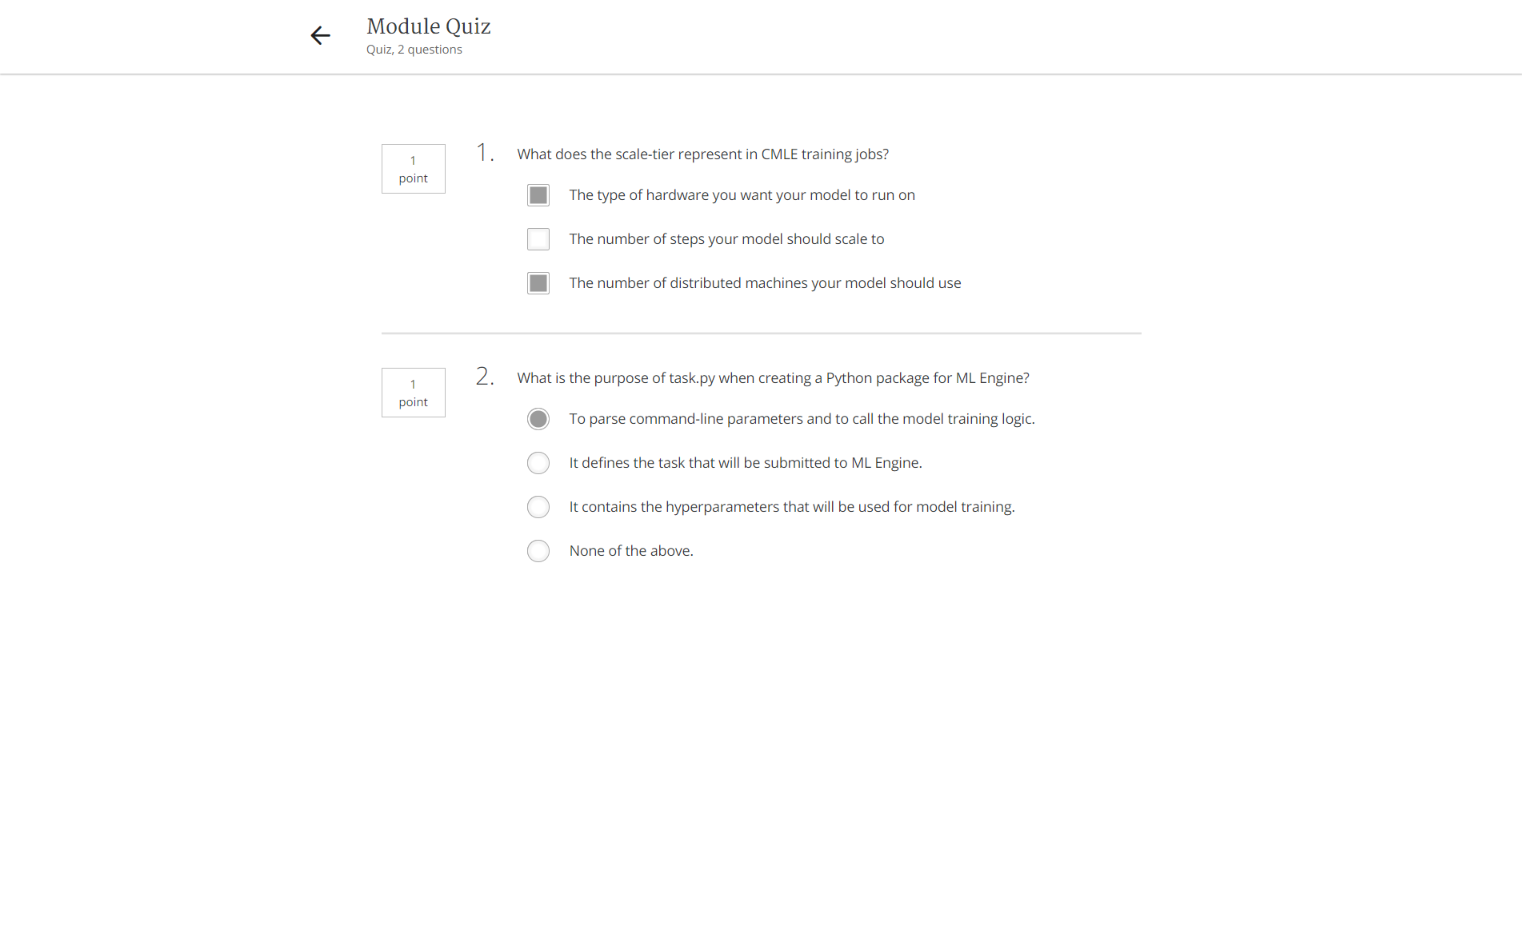 Module Quiz
Quiz, 2 questions
1
point
1.
What does the scale-tier represent in CMLE training jobs?
The type of hardware you want your model to run on
The number of steps your model should scale to
The number of distributed machines your model should use
1
point
2.
What is the purpose of task.py when creating a Python package for ML Engine?
To parse command-line parameters and to call the model training logic.
It defines the task that will be submitted to ML Engine.
It contains the hyperparameters that will be used for model training.
None of the above.